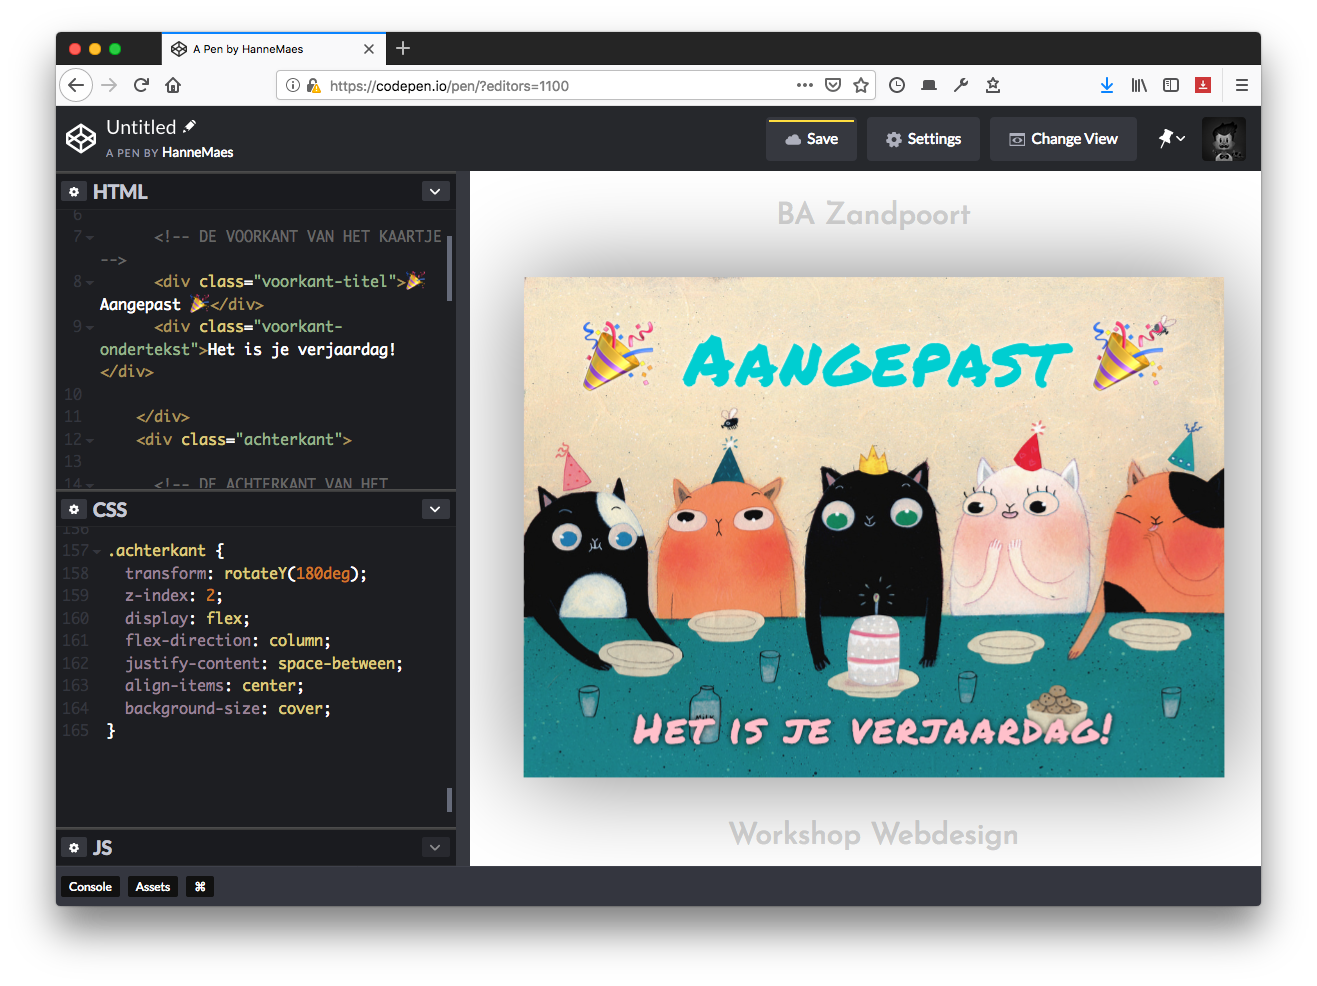 A Pen by HanneMaes
https://codepen.io/pen/?editors=1100
Untitled
A PEN BY HanneMaes
Save
Settings
Change View
HTML
6
7 <!-- DE VOORKANT VAN HET KAARTJE
-->
8 <div class="voorkant-titel">🎉
Aangepast 🎉</div>
9 <div class="voorkant-
ondertekst">Het is je verjaardag!
</div>
10
11 </div>
12 <div class="achterkant">
13
14 <!-- DE ACHTERKANT VAN HET
CSS
156
157 .achterkant {
158 transform: rotateY(180deg);
159 z-index: 2;
160 display: flex;
161 flex-direction: column;
162 justify-content: space-between;
163 align-items: center;
164 background-size: cover;
165 }
JS
Console
Assets
⌘
BA Zandpoort
🎉 Aangepast 🎉
MILK
Het is je verjaardag!
Workshop Webdesign